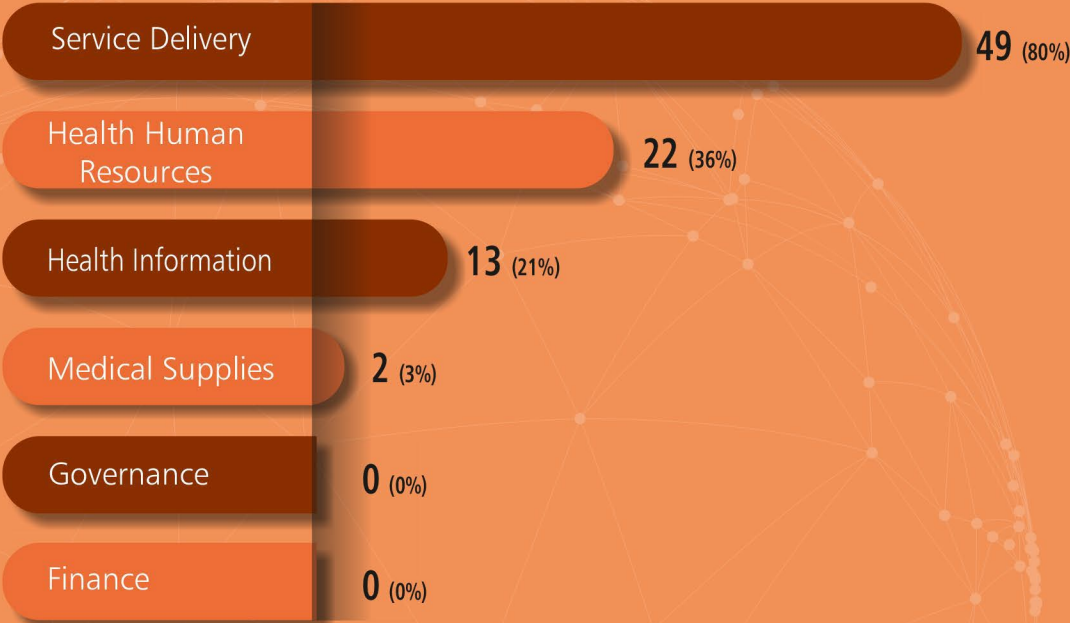 Service Delivery
49 (80%)
Health Human
Resources
22 (36%)
Health Information
13 (21%)
Medical Supplies
2 (3%)
Governance
0 (0%)
Finance
0 (0%)